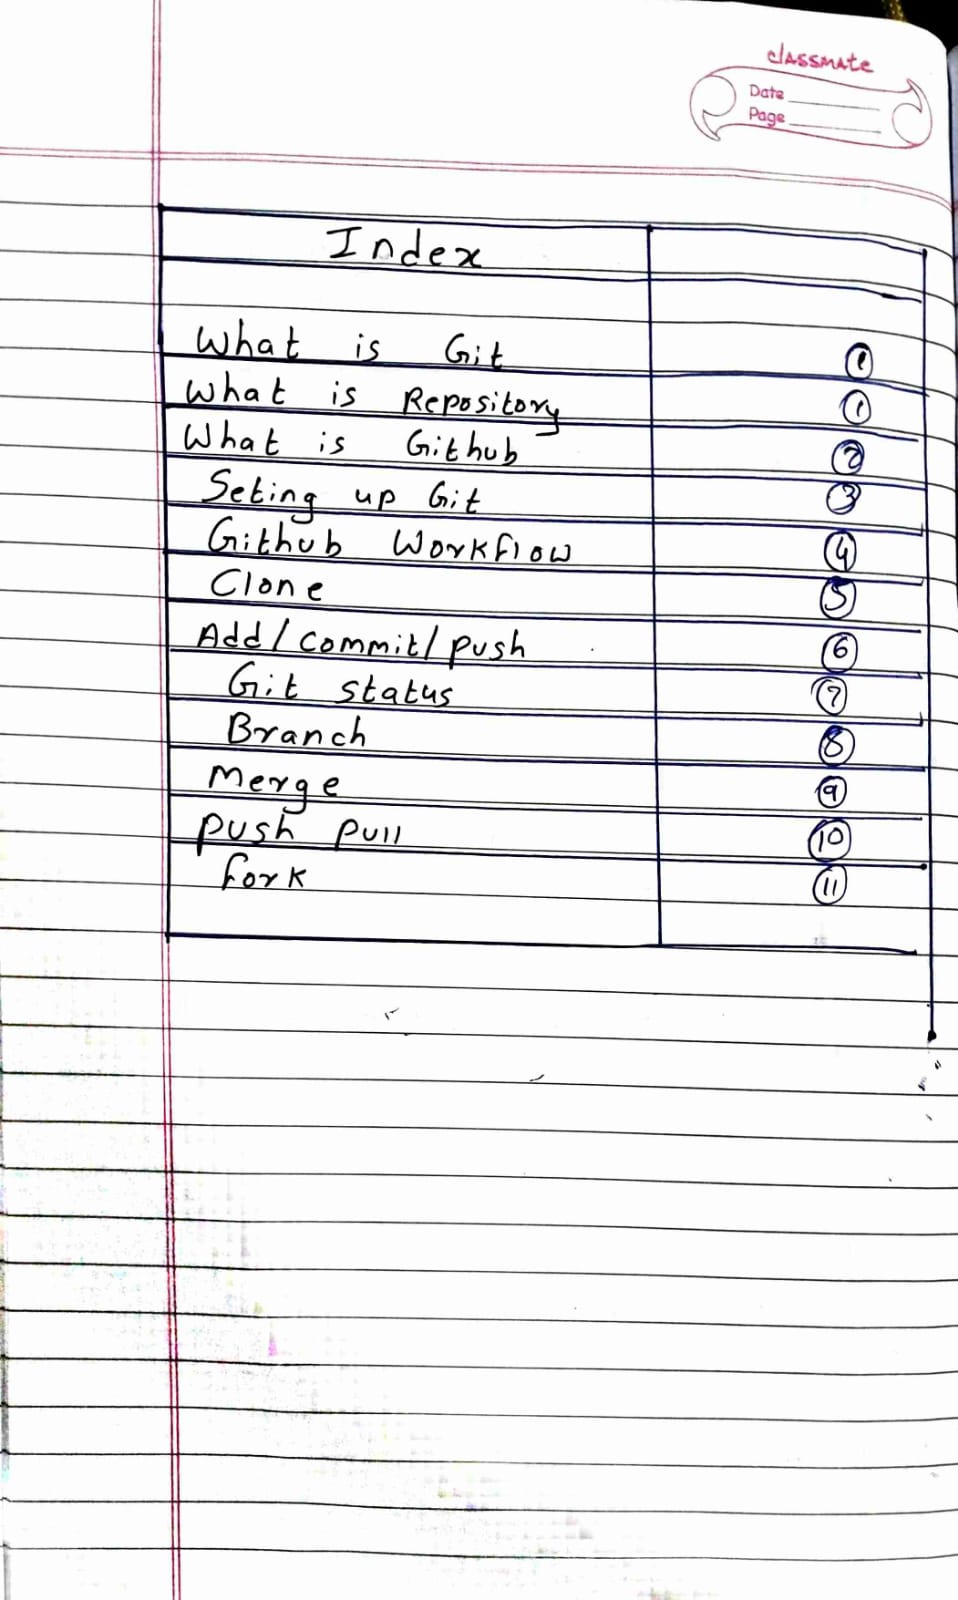 classmate
Date
Page
Index
What is Git 1
What is Repository 1
What is Github 2
Seting up Git 3
Github Workflow 4
Clone 5
Add/commit/push 6
Git status 7
Branch 8
Merge 9
push pull 10
fork 11